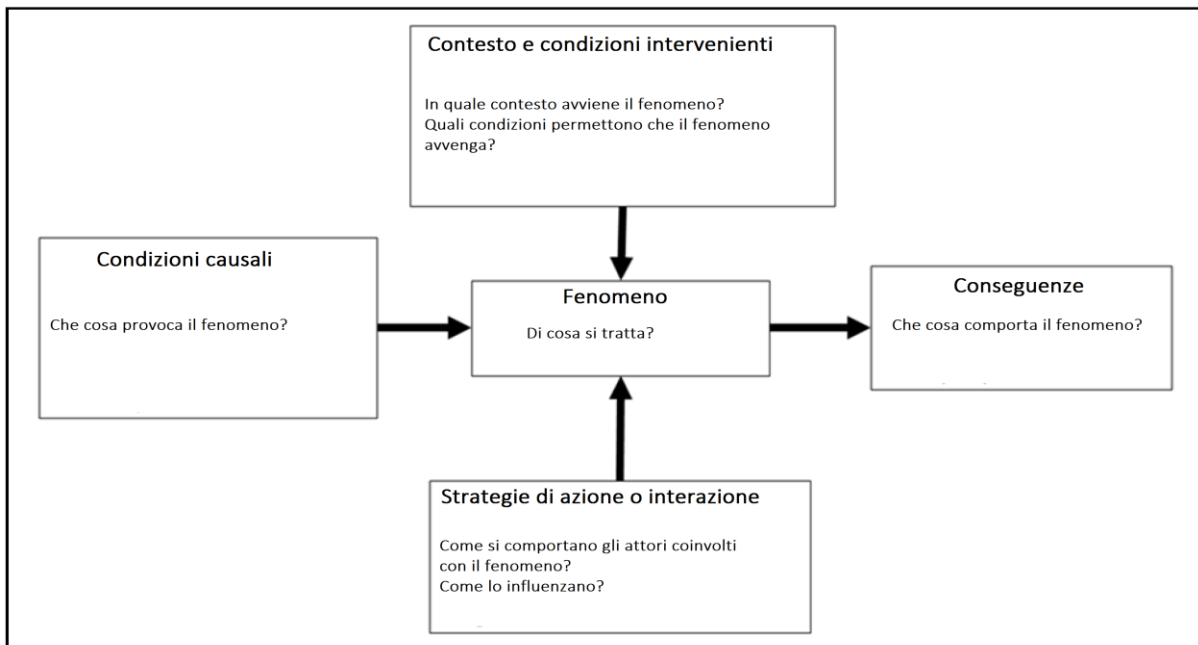 Contesto e condizioni intervenienti
In quale contesto avviene il fenomeno?
Quali condizioni permettono che il fenomeno
avvenga?
Condizioni causali
Che cosa provoca il fenomeno?
Fenomeno
Di cosa si tratta?
Conseguenze
Che cosa comporta il fenomeno?
Strategie di azione o interazione
Come si comportano gli attori coinvolti
con il fenomeno?
Come lo influenzano?